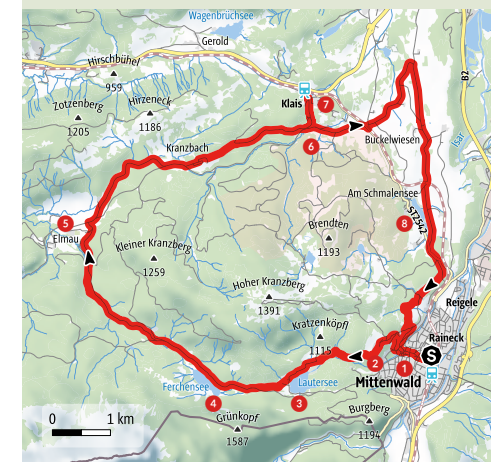 Wagenbrüchsee
Gerold
Hirschbühel
959
B2
Zotzenberg
1205
Hirzeneck
1186
Klais
7
Isar
Kranzbach
6
Buckelwiesen
Am Schmalensee
ST2542
5
Elmau
Kleiner Kranzberg
1259
Brendten
1193
8
Hoher Kranzberg
1391
Reigele
Kratzenköpfl
1115
Raineck
S
2
1
Ferchensee
Lautersee
Mittenwald
4
3
Grünkopf
1587
Burgberg
1194
0 1 km